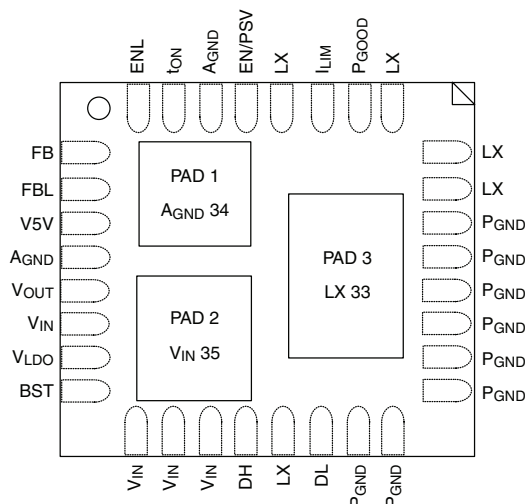 ENL
tON
AGND
EN/PSV
LX
ILIM
PGOOD
LX
FB
FBL
V5V
AGND
VOUT
VIN
VLDO
BST
PAD 1
AGND 34
PAD 2
VIN 35
PAD 3
LX 33
LX
LX
PGND
PGND
PGND
PGND
PGND
PGND
VIN
VIN
VIN
DH
LX
DL
PGND
PGND